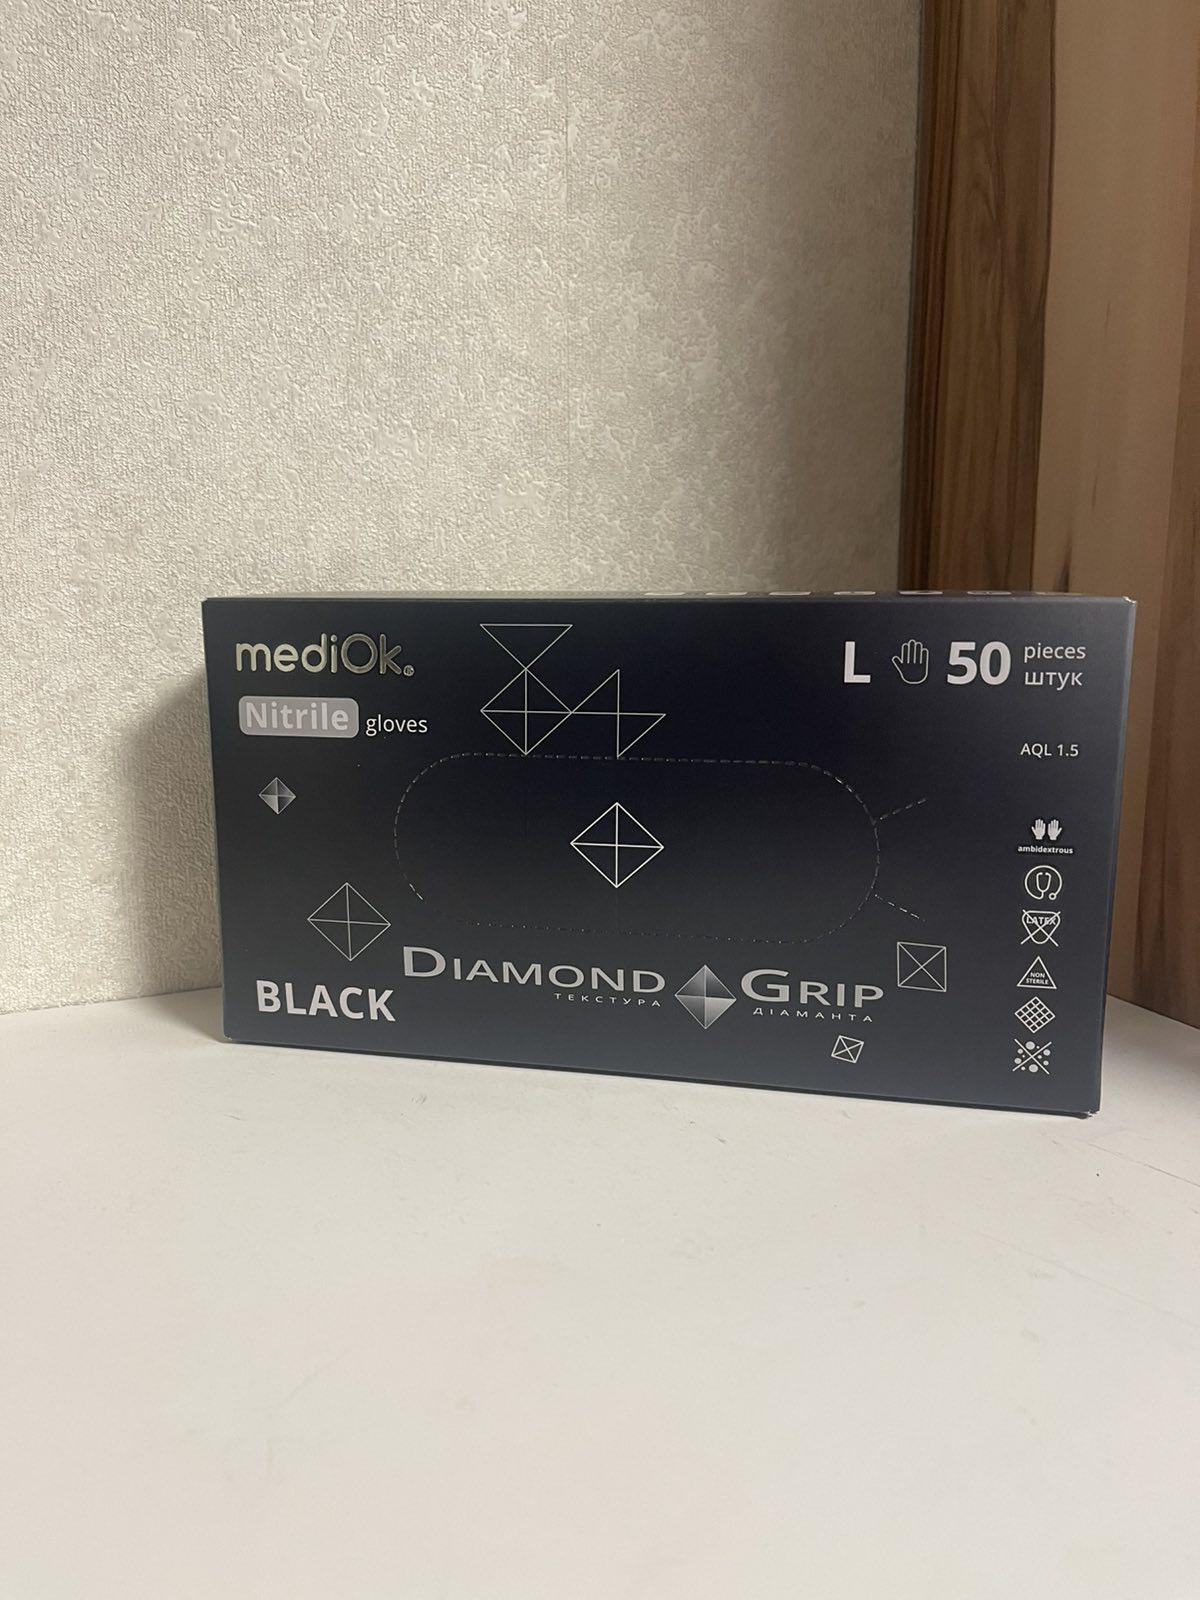 mediOk
Nitrile gloves
L 50 pieces
штук
AQL 1.5
ambidextrous
LATEX
NON
STERILE
DIAMOND GRIP
ТЕКСТУРА ДІАМАНТА
BLACK